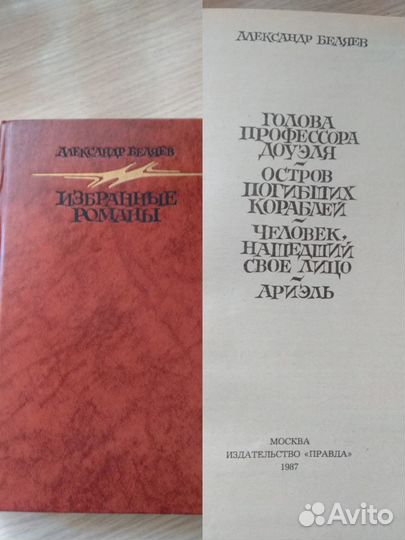 АЛЕКСАНДР БЕЛЯЕВ
ИЗБРАННЫЕ
РОМАНЫ
АЛЕКСАНДР БЕЛЯЕВ
ГОЛОВА
ПРОФЕССОРА
ДОУЭЛЯ
~
ОСТРОВ
ПОГИБШИХ
КОРАБЛЕЙ
~
ЧЕЛОВЕК,
НАШЕДШИЙ
СВОЕ ЛИЦО
~
АРИЭЛЬ
МОСКВА
ИЗДАТЕЛЬСТВО «ПРАВДА»
1987
Avito